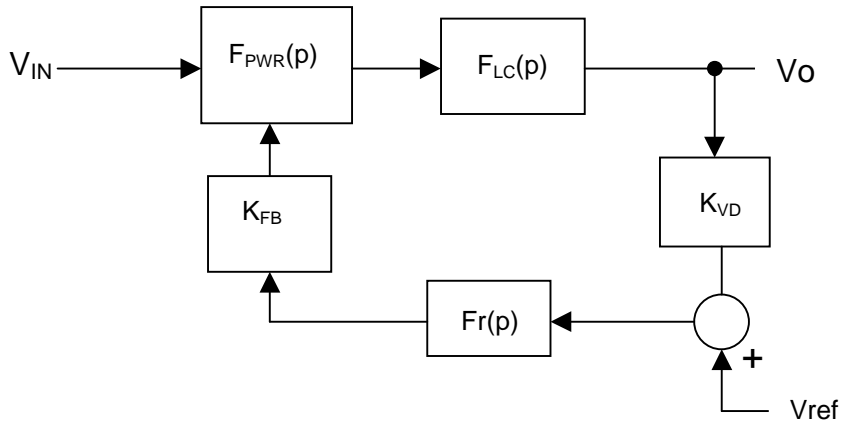 V_IN
F_PWR(p)
F_LC(p)
Vo
K_FB
K_VD
Fr(p)
+
Vref